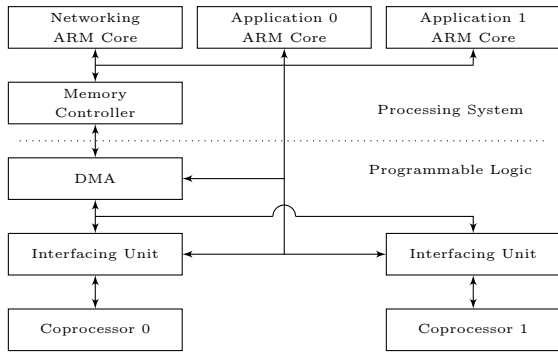 Networking
ARM Core
Application 0
ARM Core
Application 1
ARM Core
Memory
Controller
Processing System
DMA
Programmable Logic
Interfacing Unit
Interfacing Unit
Coprocessor 0
Coprocessor 1